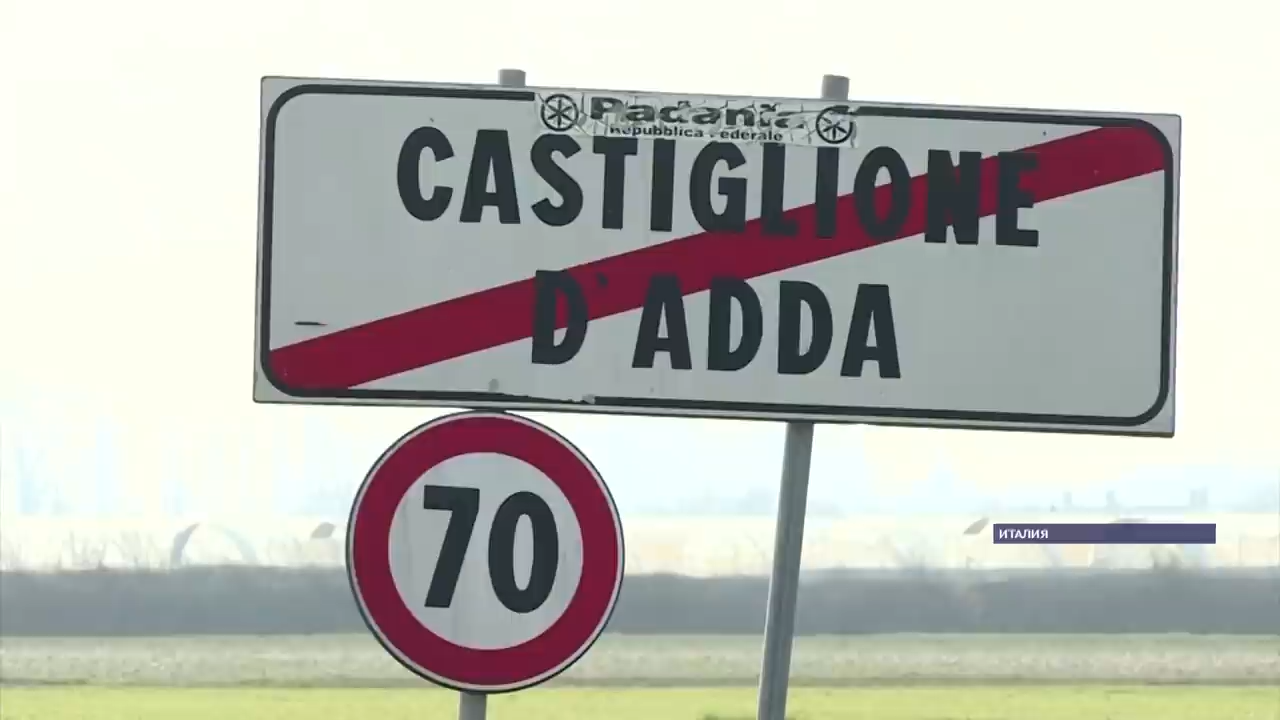 Padania
Repubblica Federale
CASTIGLIONE
D'ADDA
70
ИТАЛИЯ